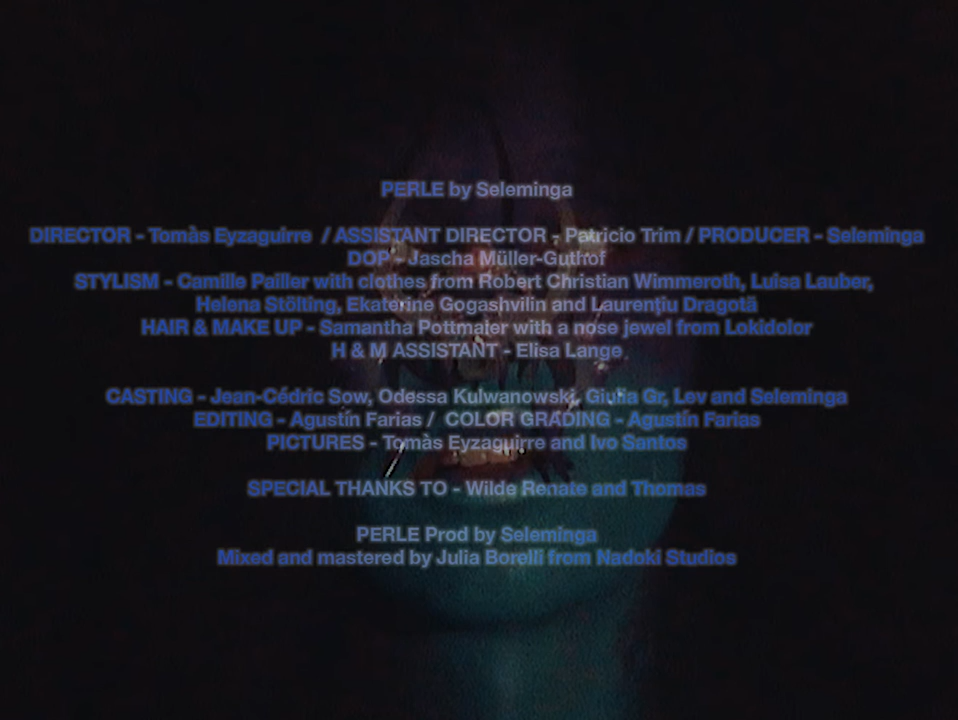 PERLE by Seleminga
DIRECTOR - Tomàs Eyzaguirre / ASSISTANT DIRECTOR - Patricio Trim / PRODUCER - Seleminga
DOP - Jascha Müller-Guthof
STYLISM - Camille Pailler with clothes from Robert Christian Wimmeroth, Luisa Lauber,
Helena Stölting, Ekaterine Gogashvilin and Laurențiu Dragotă
HAIR & MAKE UP - Samantha Pottmaier with a nose jewel from Lokidolor
H & M ASSISTANT - Elisa Lange
CASTING - Jean-Cédric Sow, Odessa Kulwanowski, Giulia Gr, Lev and Seleminga
EDITING - Agustín Farias / COLOR GRADING - Agustín Farias
PICTURES - Tomàs Eyzaguirre and Ivo Santos
SPECIAL THANKS TO - Wilde Renate and Thomas
PERLE Prod by Seleminga
Mixed and mastered by Julia Borelli from Nadoki Studios